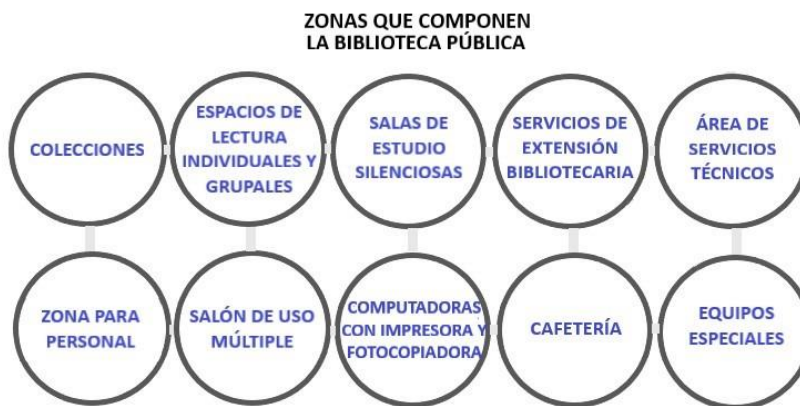 ZONAS QUE COMPONEN
LA BIBLIOTECA PÚBLICA
COLECCIONES
ESPACIOS DE
LECTURA
INDIVIDUALES Y
GRUPALES
SALAS DE
ESTUDIO
SILENCIOSAS
SERVICIOS DE
EXTENSIÓN
BIBLIOTECARIA
ÁREA DE
SERVICIOS
TÉCNICOS
ZONA PARA
PERSONAL
SALÓN DE USO
MÚLTIPLE
COMPUTADORAS
CON IMPRESORA Y
FOTOCOPIADORA
CAFETERÍA
EQUIPOS
ESPECIALES